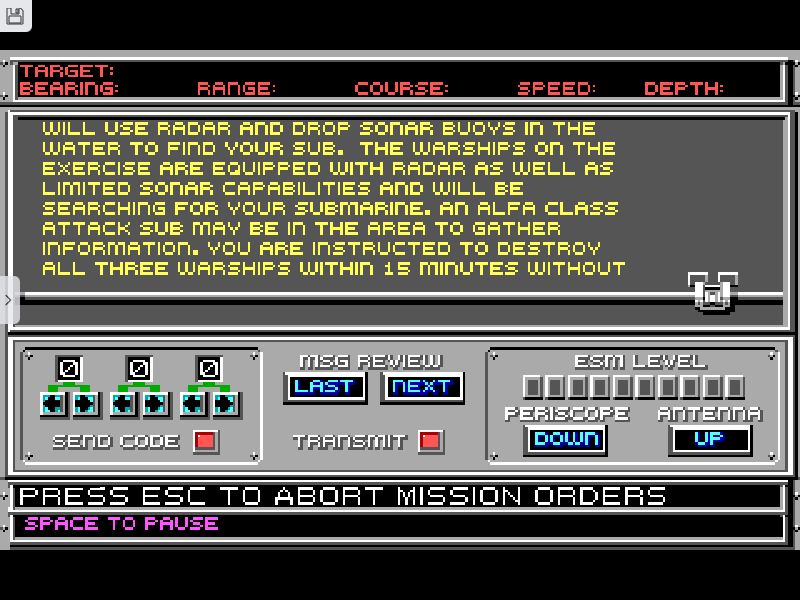 TARGET:
BEARING: RANGE: COURSE: SPEED: DEPTH:
WILL USE RADAR AND DROP SONAR BUOYS IN THE
WATER TO FIND YOUR SUB. THE WARSHIPS ON THE
EXERCISE ARE EQUIPPED WITH RADAR AS WELL AS
LIMITED SONAR CAPABILITIES AND WILL BE
SEARCHING FOR YOUR SUBMARINE. AN ALFA CLASS
ATTACK SUB MAY BE IN THE AREA TO GATHER
INFORMATION. YOU ARE INSTRUCTED TO DESTROY
ALL THREE WARSHIPS WITHIN 15 MINUTES WITHOUT
0 0 0
MSG REVIEW
LAST NEXT
ESM LEVEL
PERISCOPE ANTENNA
DOWN UP
SEND CODE
TRANSMIT
PRESS ESC TO ABORT MISSION ORDERS
SPACE TO PAUSE